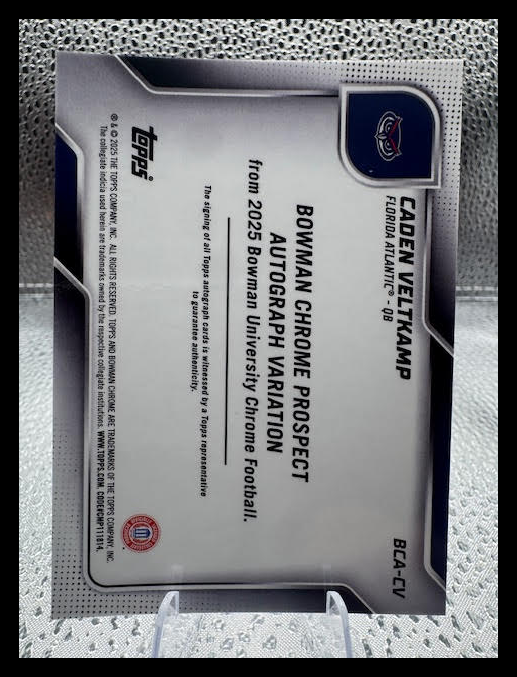 CADEN VELTKAMP
FLORIDA ATLANTIC® - QB
BCA-CV
BOWMAN CHROME PROSPECT
AUTOGRAPH VARIATION
from 2025 Bowman University Chrome Football.
The signing of all Topps autograph cards is witnessed by a Topps representative
to guarantee authenticity.
topps®
® & © 2025 THE TOPPS COMPANY, INC. ALL RIGHTS RESERVED. TOPPS AND BOWMAN CHROME ARE TRADEMARKS OF THE TOPPS COMPANY, INC.
The collegiate indicia used herein are trademarks owned by the respective collegiate institutions. WWW.TOPPS.COM. CODE#CMP111814.